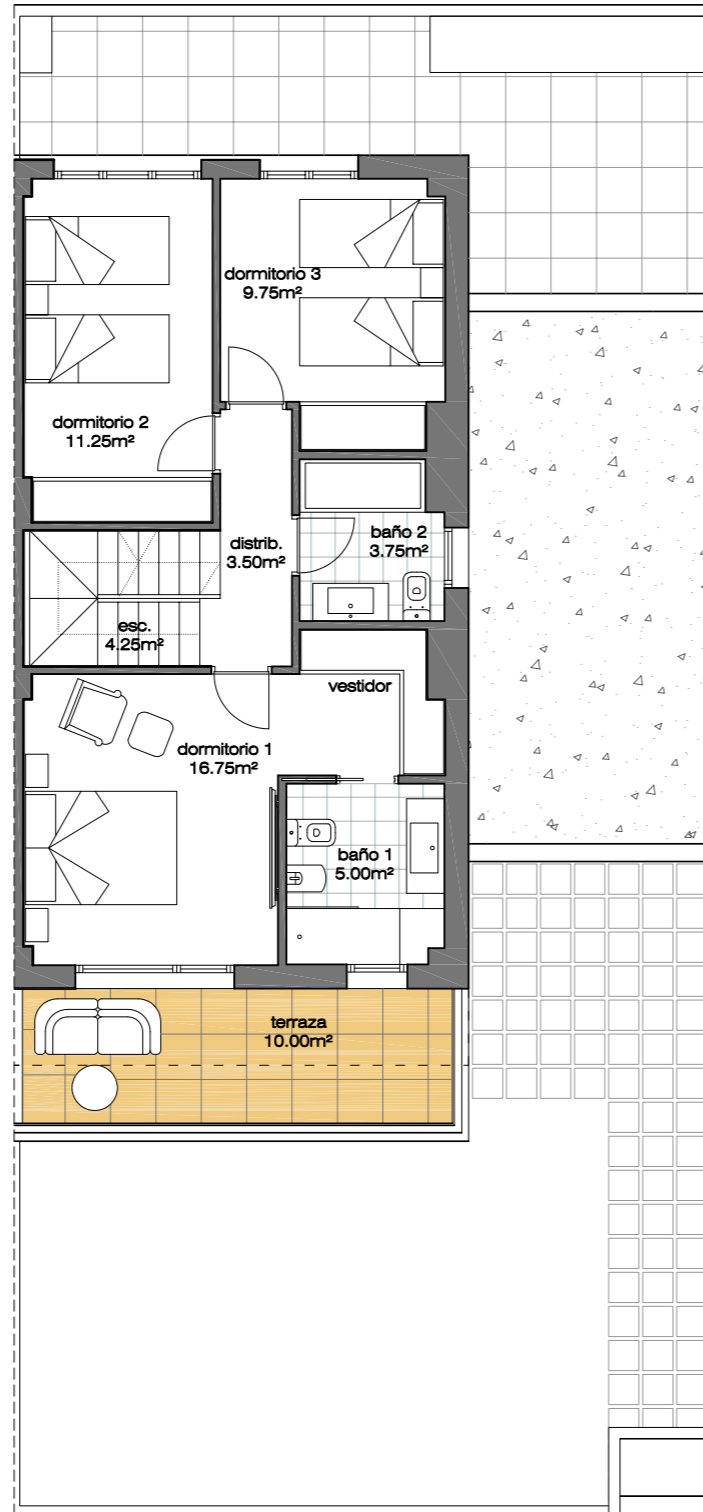 dormitorio 3
9.75m²
dormitorio 2
11.25m²
distrib.
3.50m²
baño 2
3.75m²
esc.
4.25m²
vestidor
dormitorio 1
16.75m²
baño 1
5.00m²
terraza
10.00m²